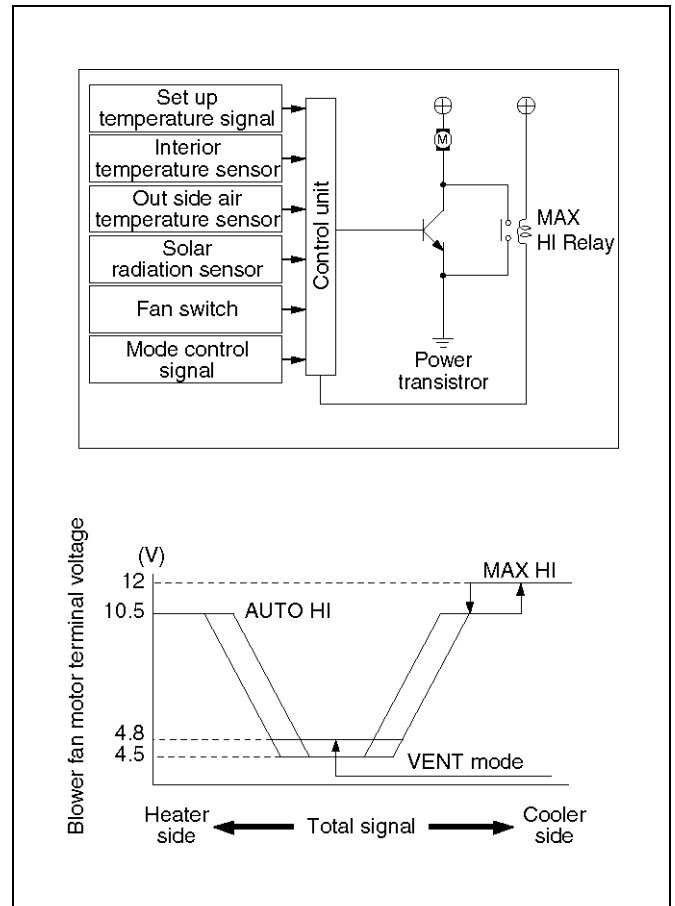 Set up
temperature signal
Interior
temperature sensor
Out side air
temperature sensor
Solar
radiation sensor
Fan switch
Mode control
signal
Control unit
M
MAX
HI Relay
Power
transistror
Blower fan motor terminal voltage
(V)
12
10.5
4.8
4.5
AUTO HI
MAX HI
VENT mode
Heater
side
Total signal
Cooler
side